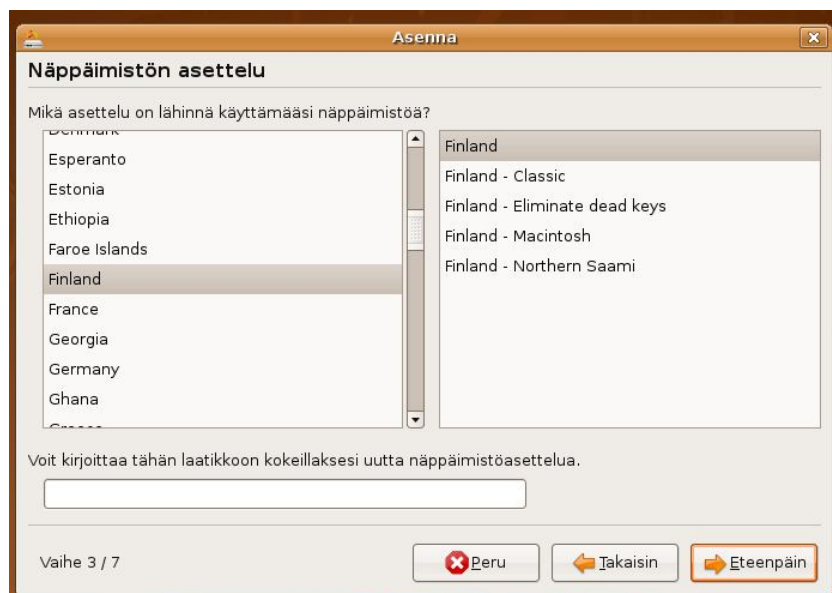 Asenna
Näppäimistön asettelu
Mikä asettelu on lähinnä käyttämääsi näppäimistöä?
Denmark
Esperanto
Estonia
Ethiopia
Faroe Islands
Finland
France
Georgia
Germany
Ghana
Greece
Finland
Finland - Classic
Finland - Eliminate dead keys
Finland - Macintosh
Finland - Northern Saami
Voit kirjoittaa tähän laatikkoon kokeillaksesi uutta näppäimistöasettelua.
Vaihe 3 / 7
Peru
Takaisin
Eteenpäin